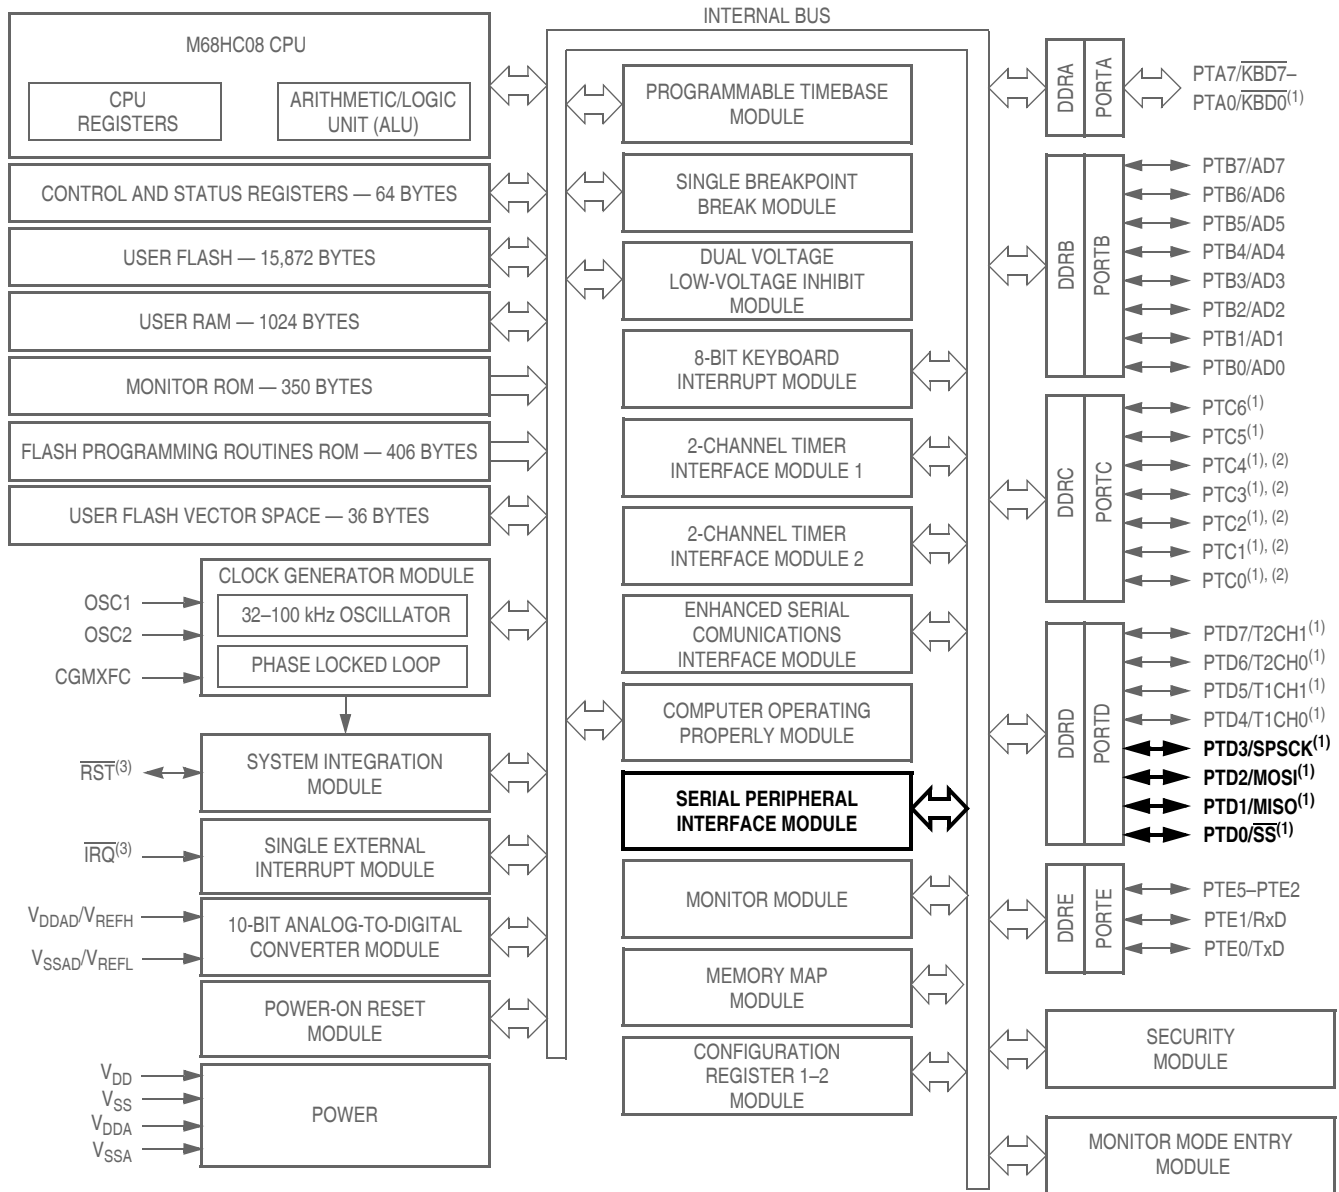 INTERNAL BUS
M68HC08 CPU
CPU
REGISTERS
ARITHMETIC/LOGIC
UNIT (ALU)
CONTROL AND STATUS REGISTERS — 64 BYTES
USER FLASH — 15,872 BYTES
USER RAM — 1024 BYTES
MONITOR ROM — 350 BYTES
FLASH PROGRAMMING ROUTINES ROM — 406 BYTES
USER FLASH VECTOR SPACE — 36 BYTES
CLOCK GENERATOR MODULE
32–100 kHz OSCILLATOR
PHASE LOCKED LOOP
OSC1
OSC2
CGMXFC
SYSTEM INTEGRATION
MODULE
RST(3)
SINGLE EXTERNAL
INTERRUPT MODULE
IRQ(3)
10-BIT ANALOG-TO-DIGITAL
CONVERTER MODULE
VDDAD/VREFH
VSSAD/VREFL
POWER-ON RESET
MODULE
POWER
VDD
VSS
VDDA
VSSA
PROGRAMMABLE TIMEBASE
MODULE
SINGLE BREAKPOINT
BREAK MODULE
DUAL VOLTAGE
LOW-VOLTAGE INHIBIT
MODULE
8-BIT KEYBOARD
INTERRUPT MODULE
2-CHANNEL TIMER
INTERFACE MODULE 1
2-CHANNEL TIMER
INTERFACE MODULE 2
ENHANCED SERIAL
COMUNICATIONS
INTERFACE MODULE
COMPUTER OPERATING
PROPERLY MODULE
SERIAL PERIPHERAL
INTERFACE MODULE
MONITOR MODULE
MEMORY MAP
MODULE
CONFIGURATION
REGISTER 1–2
MODULE
DDRA
PORTA
PTA7/KBD7–
PTA0/KBD0(1)
DDRB
PORTB
PTB7/AD7
PTB6/AD6
PTB5/AD5
PTB4/AD4
PTB3/AD3
PTB2/AD2
PTB1/AD1
PTB0/AD0
DDRC
PORTC
PTC6(1)
PTC5(1)
PTC4(1), (2)
PTC3(1), (2)
PTC2(1), (2)
PTC1(1), (2)
PTC0(1), (2)
DDRD
PORTD
PTD7/T2CH1(1)
PTD6/T2CH0(1)
PTD5/T1CH1(1)
PTD4/T1CH0(1)
PTD3/SPSCK(1)
PTD2/MOSI(1)
PTD1/MISO(1)
PTD0/SS(1)
DDRE
PORTE
PTE5–PTE2
PTE1/RxD
PTE0/TxD
SECURITY
MODULE
MONITOR MODE ENTRY
MODULE